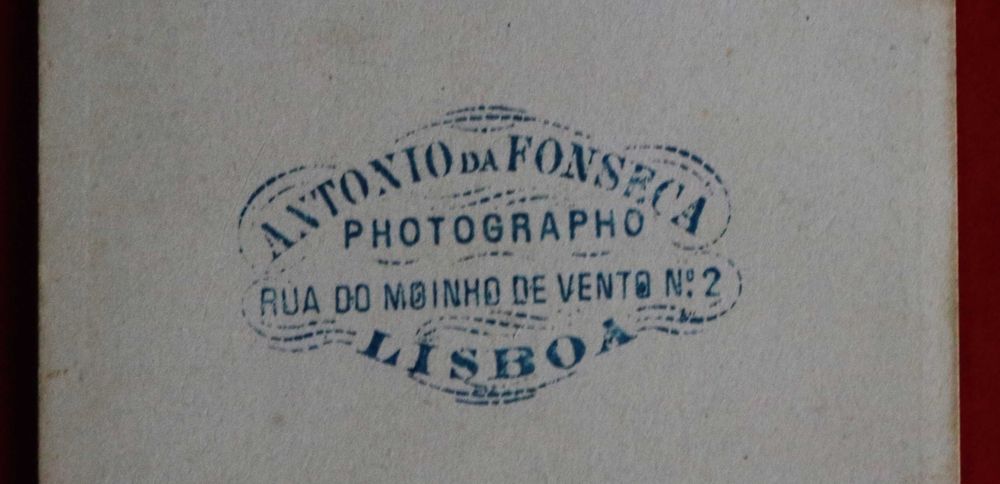 ANTONIO DA FONSECA
PHOTOGRAPHO
RUA DO MOINHO DE VENTO Nº 2
LISBOA